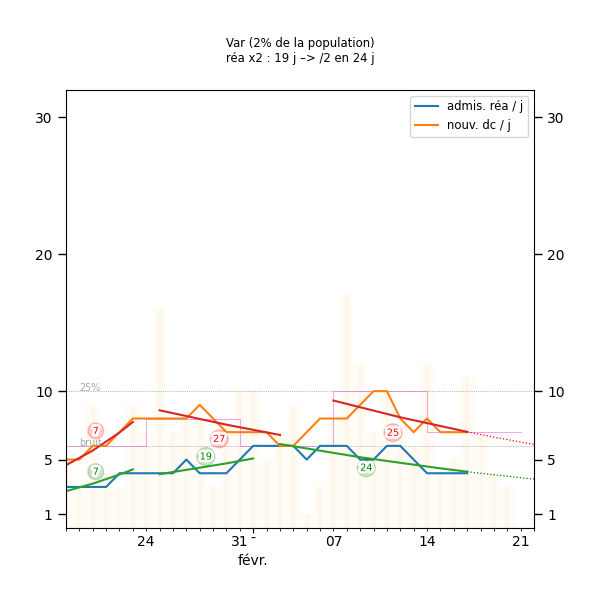 Var (2% de la population)
réa x2 : 19 j –> /2 en 24 j
admis. réa / j
nouv. dc / j
30 30
20 20
25%
10 10
7 27 25
bruit
19
5 5
7 24
1 1
24 31 07 14 21
févr.